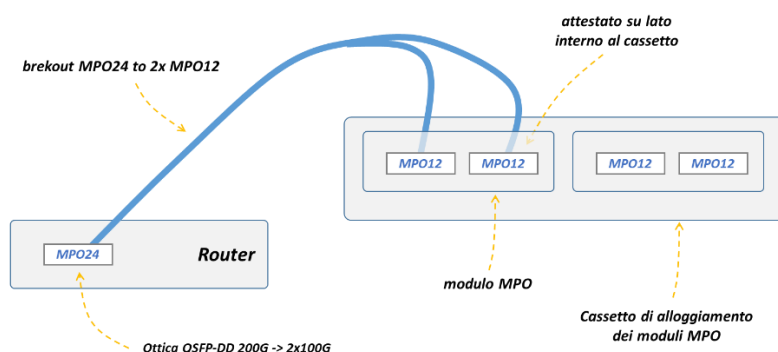 attestato su lato
interno al cassetto
brekout MPO24 to 2x MPO12
MPO12
MPO12
MPO12
MPO12
MPO24
Router
modulo MPO
Cassetto di alloggiamento
dei moduli MPO
Ottica QSFP-DD 200G -> 2x100G